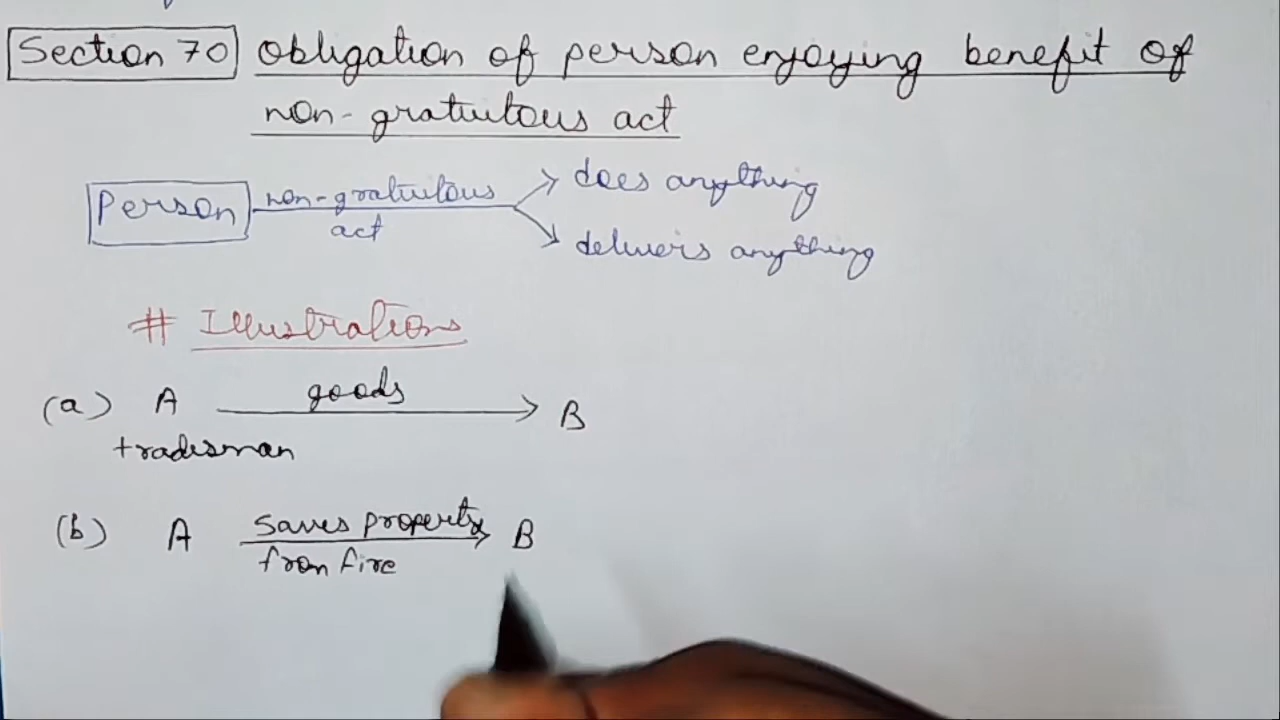 Section 70 Obligation of person enjoying benefit of
non-gratuitous act
Person non-gratuitous act does anything
delivers anything
# Illustrations
(a) A goods B
tradesman
(b) A saves property from fire B